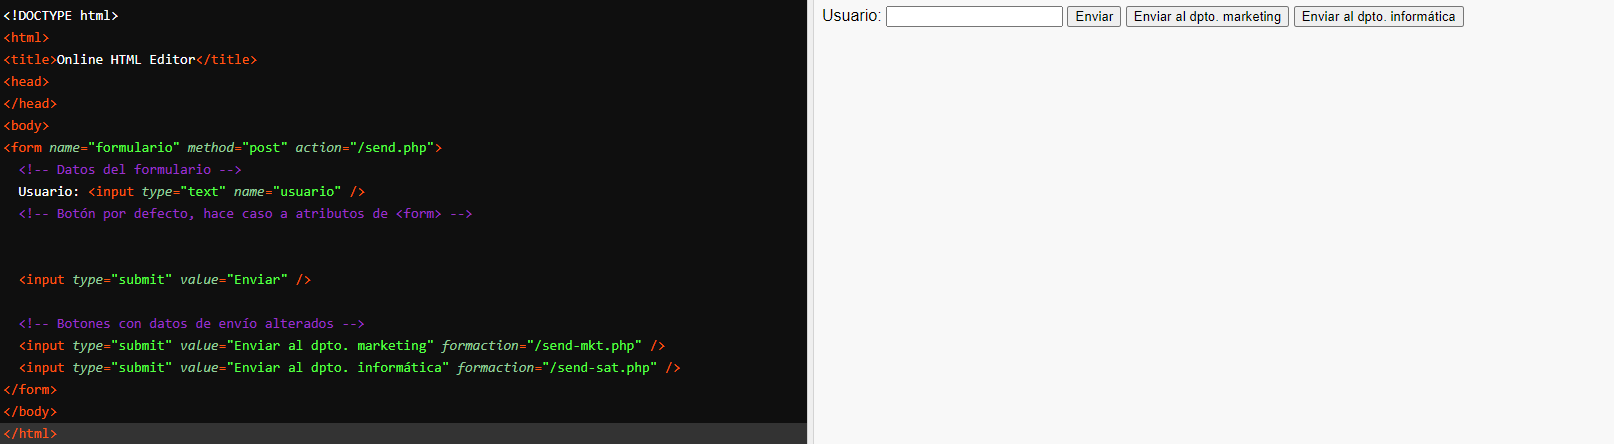 <!DOCTYPE html>
<html>
<title>Online HTML Editor</title>
<head>
</head>
<body>
<form name="formulario" method="post" action="/send.php">
  <!-- Datos del formulario -->
  Usuario: <input type="text" name="usuario" />
  <!-- Botón por defecto, hace caso a atributos de <form> -->
  <input type="submit" value="Enviar" />
  <!-- Botones con datos de envío alterados -->
  <input type="submit" value="Enviar al dpto. marketing" formaction="/send-mkt.php" />
  <input type="submit" value="Enviar al dpto. informática" formaction="/send-sat.php" />
</form>
</body>
</html>
Usuario: Enviar Enviar al dpto. marketing Enviar al dpto. informática